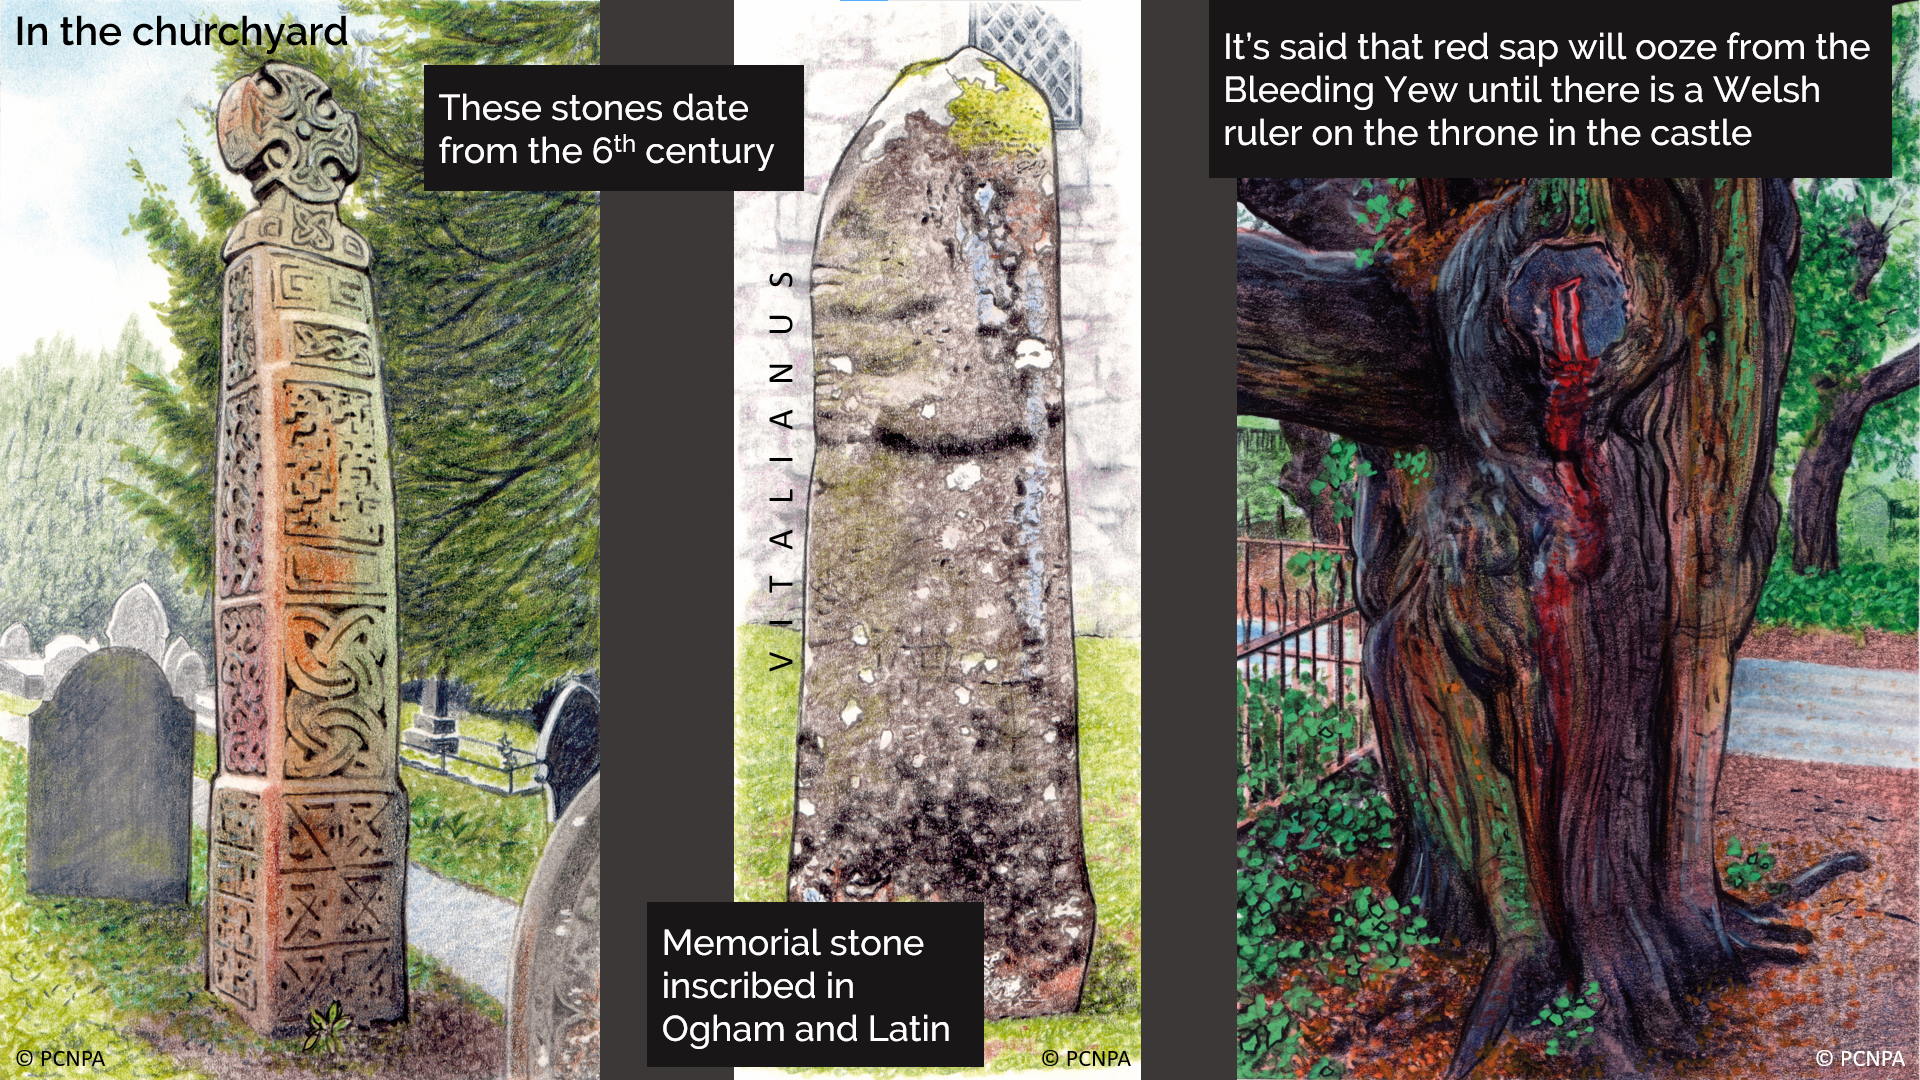 In the churchyard
These stones date
from the 6th century
VITALIANUS
Memorial stone
inscribed in
Ogham and Latin
It’s said that red sap will ooze from the
Bleeding Yew until there is a Welsh
ruler on the throne in the castle
© PCNPA
© PCNPA
© PCNPA